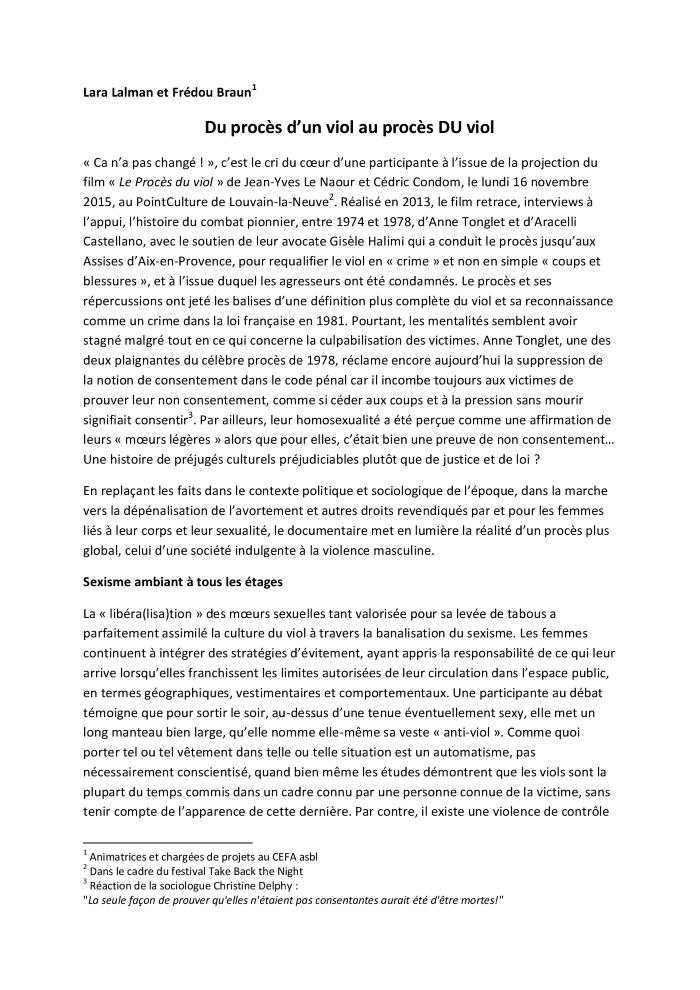 Lara Lalman et Frédou Braun1
Du procès d’un viol au procès DU viol
« Ca n’a pas changé ! », c’est le cri du cœur d’une participante à l’issue de la projection du
film « Le Procès du viol » de Jean-Yves Le Naour et Cédric Condom, le lundi 16 novembre
2015, au PointCulture de Louvain-la-Neuve2. Réalisé en 2013, le film retrace, interviews à
l’appui, l’histoire du combat pionnier, entre 1974 et 1978, d’Anne Tonglet et d’Aracelli
Castellano, avec le soutien de leur avocate Gisèle Halimi qui a conduit le procès jusqu’aux
Assises d’Aix-en-Provence, pour requalifier le viol en « crime » et non en simple « coups et
blessures », et à l’issue duquel les agresseurs ont été condamnés. Le procès et ses
répercussions ont jeté les balises d’une définition plus complète du viol et sa reconnaissance
comme un crime dans la loi française en 1981. Pourtant, les mentalités semblent avoir
stagné malgré tout en ce qui concerne la culpabilisation des victimes. Anne Tonglet, une des
deux plaignantes du célèbre procès de 1978, réclame encore aujourd’hui la suppression de
la notion de consentement dans le code pénal car il incombe toujours aux victimes de
prouver leur non consentement, comme si céder aux coups et à la pression sans mourir
signifiait consentir3. Par ailleurs, leur homosexualité a été perçue comme une affirmation de
leurs « mœurs légères » alors que pour elles, c’était bien une preuve de non consentement…
Une histoire de préjugés culturels préjudiciables plutôt que de justice et de loi ?
En replaçant les faits dans le contexte politique et sociologique de l’époque, dans la marche
vers la dépénalisation de l’avortement et autres droits revendiqués par et pour les femmes
liés à leur corps et leur sexualité, le documentaire met en lumière la réalité d’un procès plus
global, celui d’une société indulgente à la violence masculine.
Sexisme ambiant à tous les étages
La « libéra(lisa)tion » des mœurs sexuelles tant valorisée pour sa levée de tabous a
parfaitement assimilé la culture du viol à travers la banalisation du sexisme. Les femmes
continuent à intégrer des stratégies d’évitement, ayant appris la responsabilité de ce qui leur
arrive lorsqu’elles franchissent les limites autorisées de leur circulation dans l’espace public,
en termes géographiques, vestimentaires et comportementaux. Une participante au débat
témoigne que pour sortir le soir, au-dessus d’une tenue éventuellement sexy, elle met un
long manteau bien large, qu’elle nomme elle-même sa veste « anti-viol ». Comme quoi
porter tel ou tel vêtement dans telle ou telle situation est un automatisme, pas
nécessairement conscientisé, quand bien même les études démontrent que les viols sont la
plupart du temps commis dans un cadre connu par une personne connue de la victime, sans
tenir compte de l’apparence de cette dernière. Par contre, il existe une violence de contrôle
1 Animatrices et chargées de projets au CEFA asbl
2 Dans le cadre du festival Take Back the Night
3 Réaction de la sociologue Christine Delphy :
"La seule façon de prouver qu'elles n'étaient pas consentantes aurait été d'être mortes!"